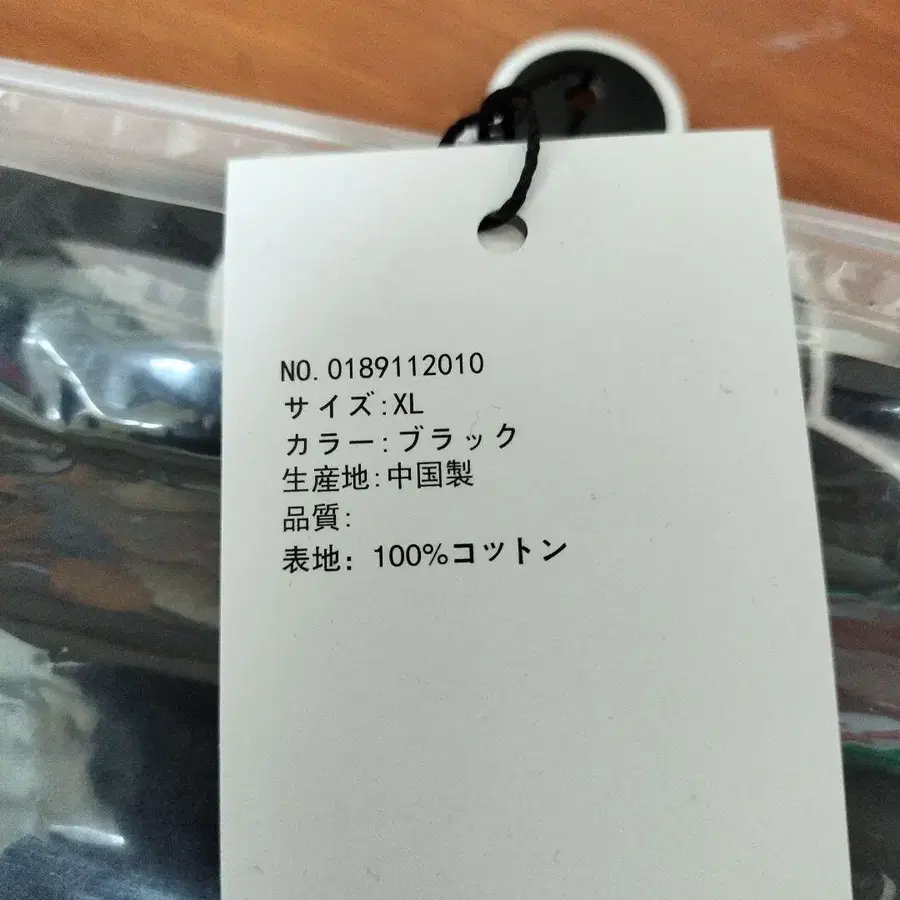 NO.0189112010
サイズ:XL
カラー:ブラック
生産地:中国製
品質:
表地: 100%コットン